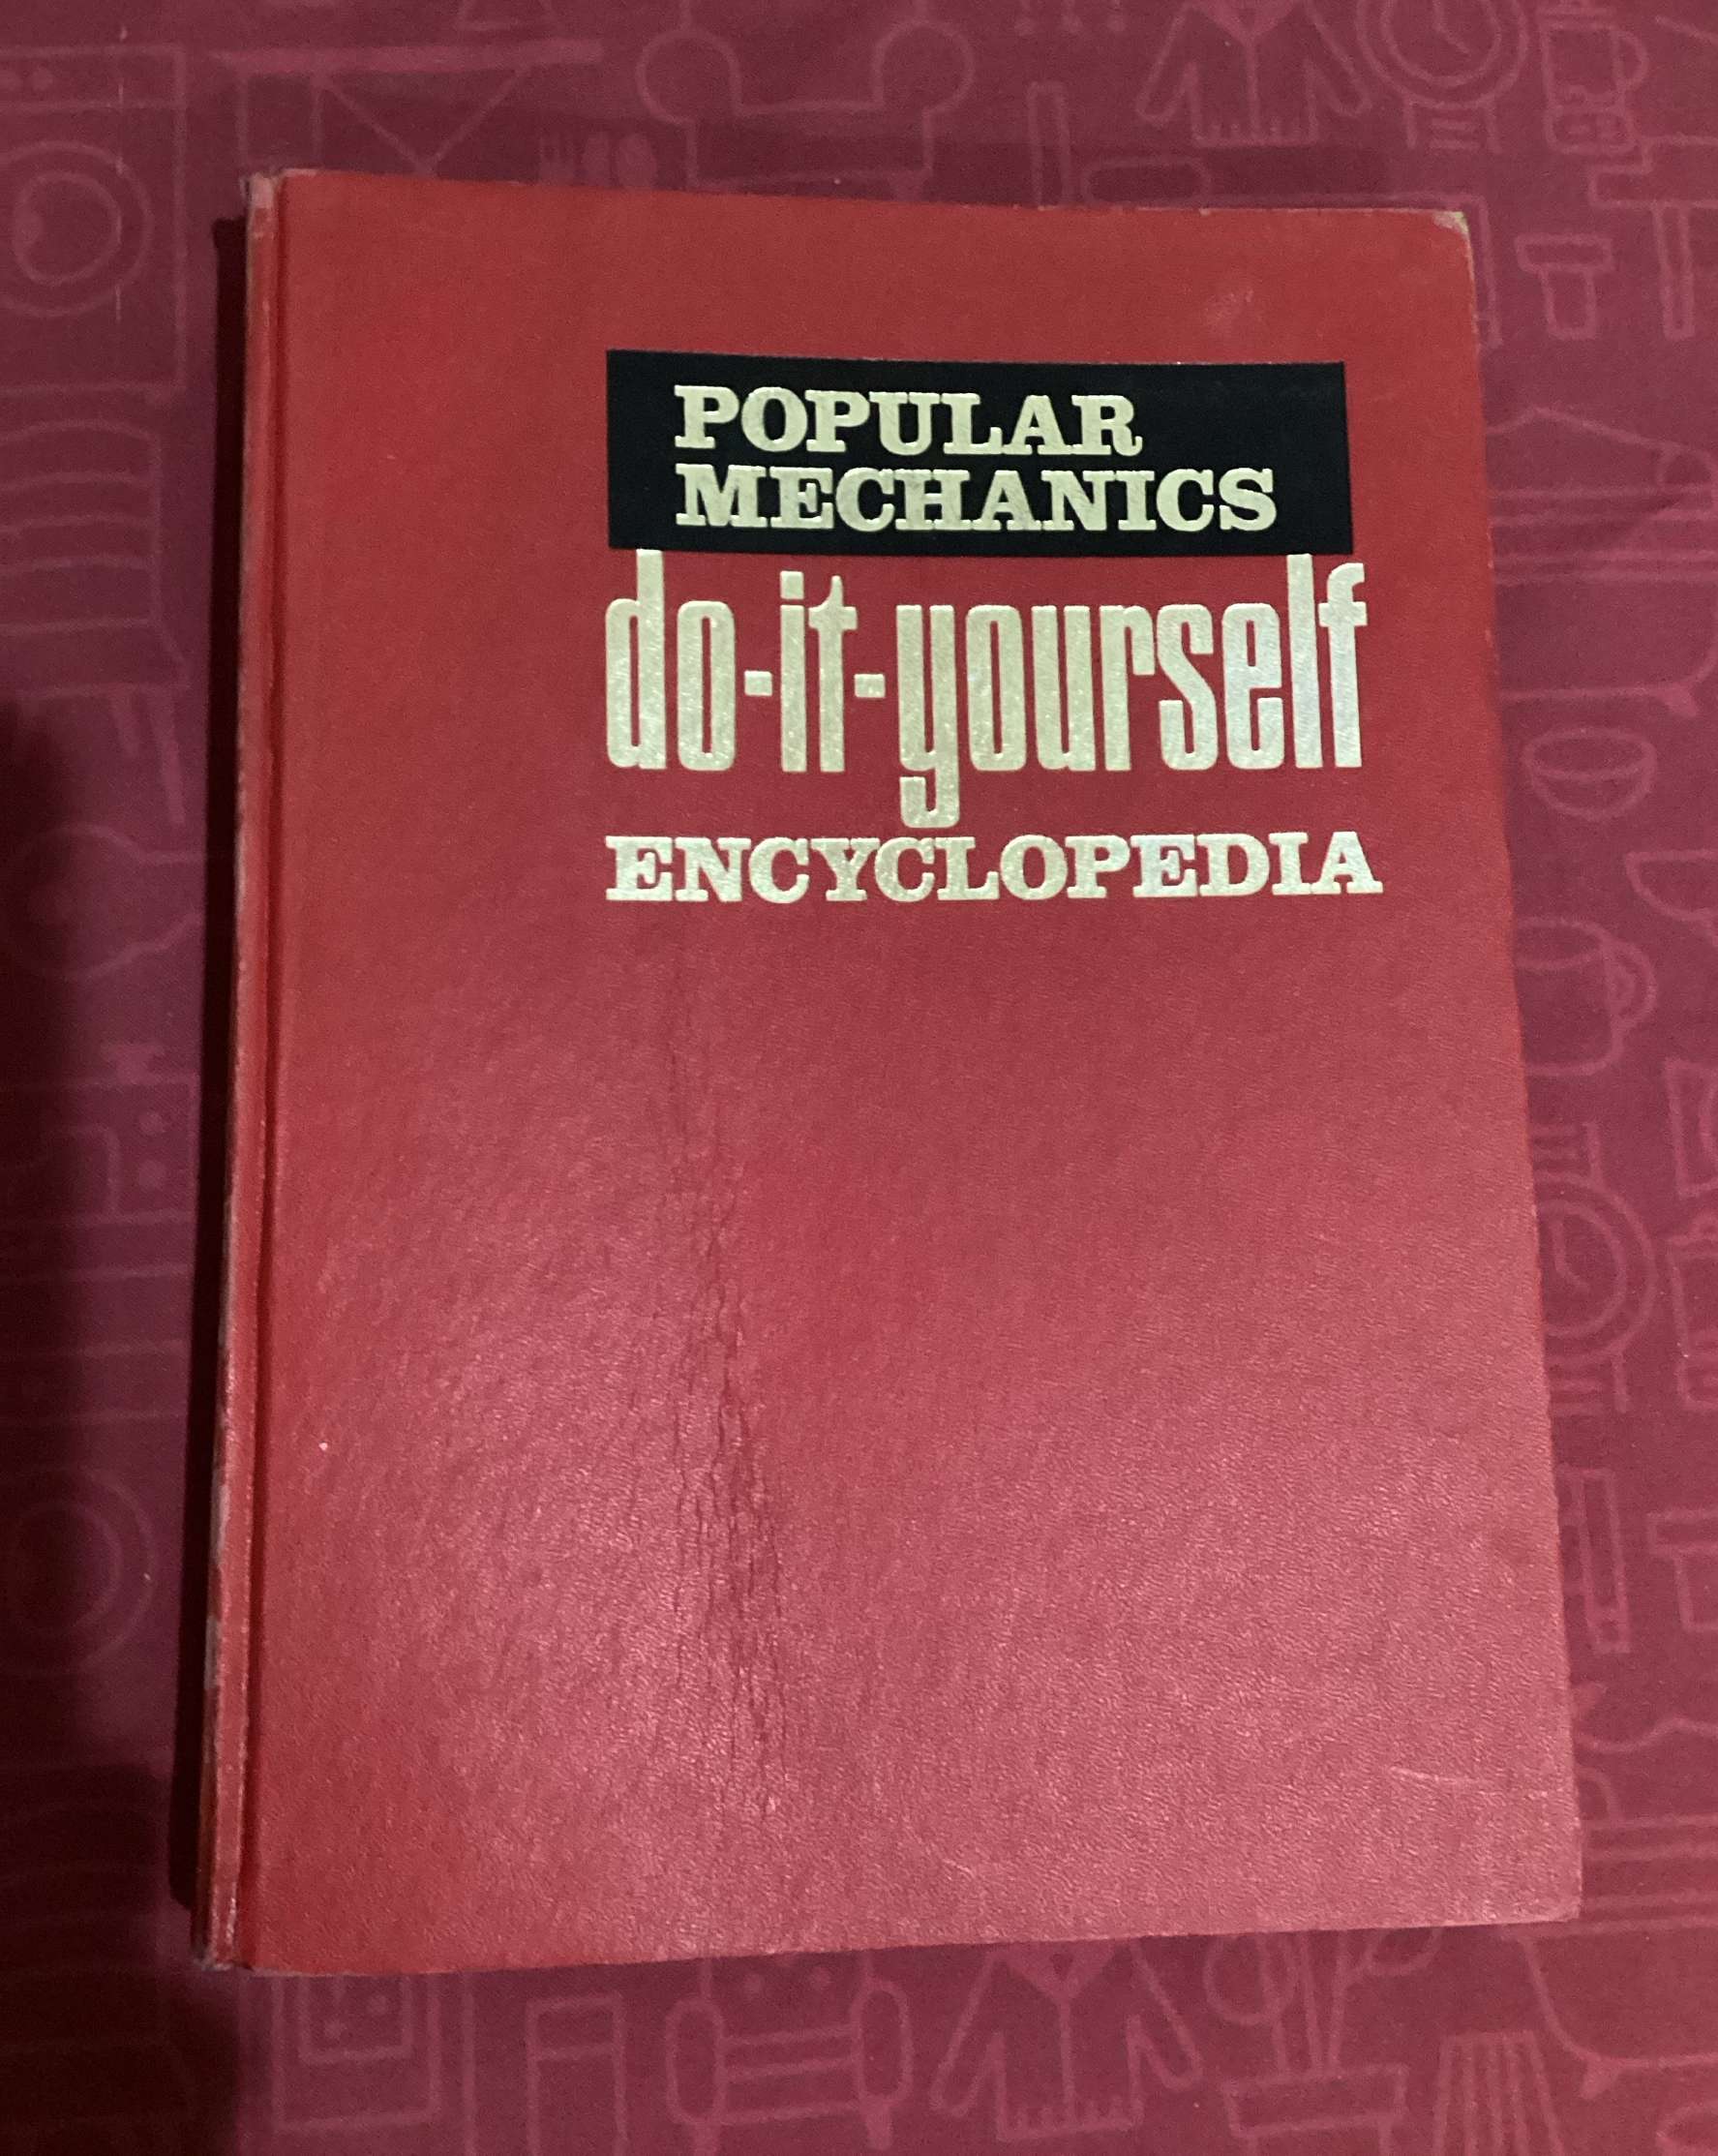 POPULAR
MECHANICS
do-it-yourself
ENCYCLOPEDIA